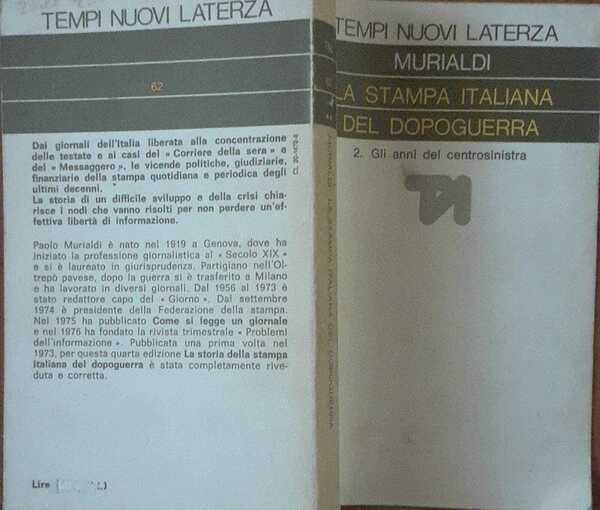 TEMPI NUOVI LATERZA
62
Dai giornali dell'Italia liberata alla concentrazione
delle testate e ai casi del « Corriere della sera » e
del « Messaggero », le vicende politiche, giudiziarie,
finanziarie della stampa quotidiana e periodica degli
ultimi decenni.
La storia di un difficile sviluppo e della crisi chia-
risce i nodi che vanno risolti per non perdere un'ef-
fettiva libertà di informazione.
Paolo Murialdi è nato nel 1919 a Genova, dove ha
iniziato la professione giornalistica al « Secolo XIX »
e si è laureato in giurisprudenza. Partigiano nell'Ol-
trepò pavese, dopo la guerra si è trasferito a Milano
e ha lavorato in diversi giornali. Dal 1956 al 1973 è
stato redattore capo del « Giorno ». Dal settembre
1974 è presidente della Federazione della stampa.
Nel 1975 ha pubblicato Come si legge un giornale
e nel 1976 ha fondato la rivista trimestrale « Problemi
dell'informazione ». Pubblicata una prima volta nel
1973, per questa quarta edizione La storia della stampa
italiana del dopoguerra è stata completamente rive-
duta e corretta.
Lire
MURIALDI LA STAMPA ITALIANA DEL DOPOGUERRA
TEMPI NUOVI LATERZA
MURIALDI
LA STAMPA ITALIANA
DEL DOPOGUERRA
2. Gli anni del centrosinistra